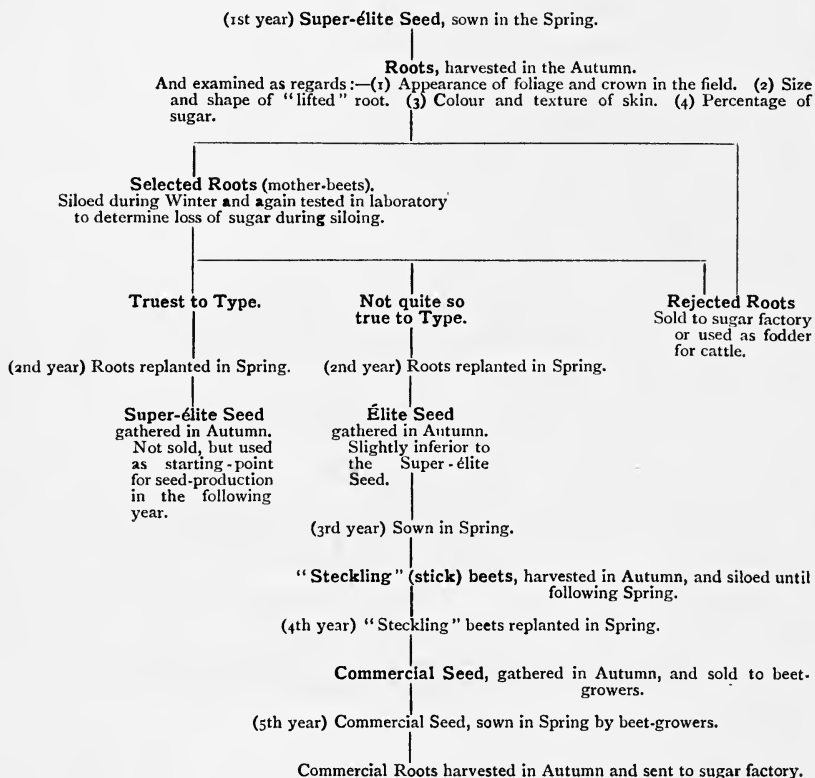 (1st year) Super-élite Seed, sown in the Spring.
Roots, harvested in the Autumn.
And examined as regards :—(1) Appearance of foliage and crown in the field. (2) Size
and shape of "lifted" root. (3) Colour and texture of skin. (4) Percentage of
sugar.
Selected Roots (mother-beets).
Siloed during Winter and again tested in laboratory
to determine loss of sugar during siloing.
Truest to Type.
Not quite so
true to Type.
Rejected Roots
Sold to sugar factory
or used as fodder
for cattle.
(2nd year) Roots replanted in Spring.
(2nd year) Roots replanted in Spring.
Super-élite Seed
gathered in Autumn.
Not sold, but used
as starting-point
for seed-production
in the following
year.
Élite Seed
gathered in Autumn.
Slightly inferior to
the Super-élite
Seed.
(3rd year) Sown in Spring.
"Steckling" (stick) beets, harvested in Autumn, and siloed until
following Spring.
(4th year) "Steckling" beets replanted in Spring.
Commercial Seed, gathered in Autumn, and sold to beet-
growers.
(5th year) Commercial Seed, sown in Spring by beet-growers.
Commercial Roots harvested in Autumn and sent to sugar factory.